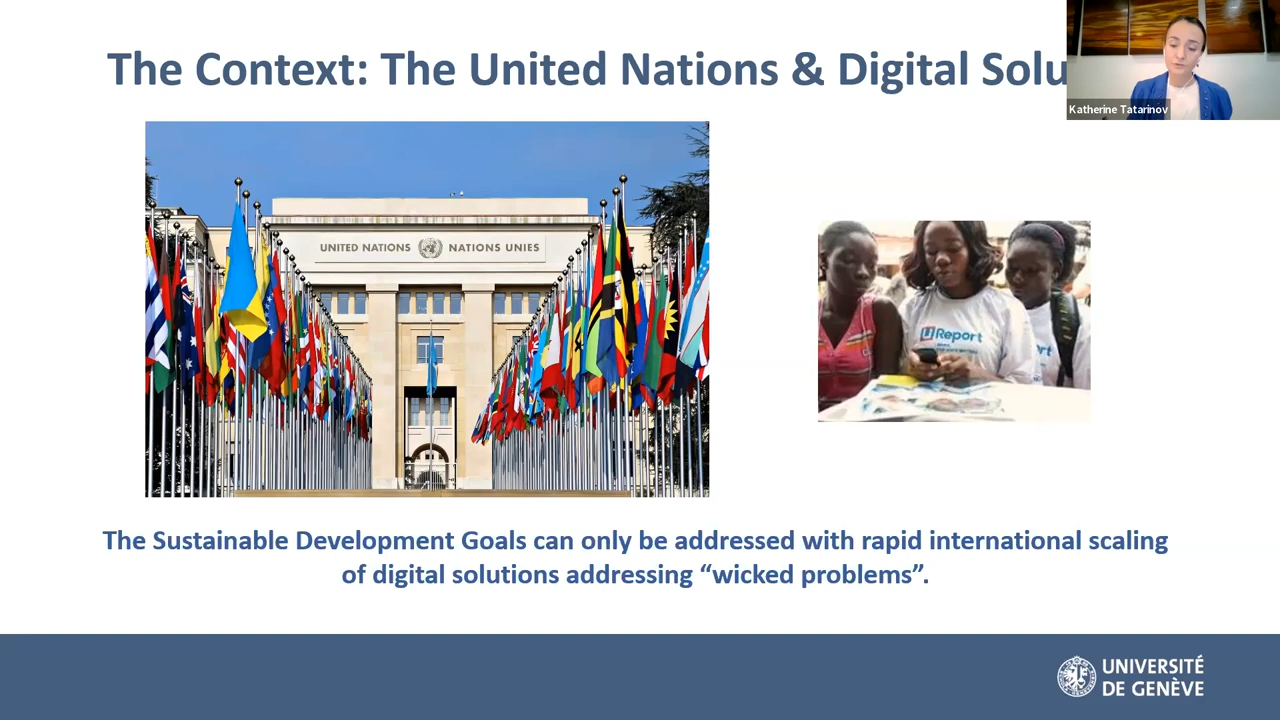 The Context: The United Nations & Digital Solu
Katherine Tatarinov
UNITED NATIONS NATIONS UNIES
U Report
The Sustainable Development Goals can only be addressed with rapid international scaling
of digital solutions addressing “wicked problems”.
UNIVERSITÉ
DE GENÈVE